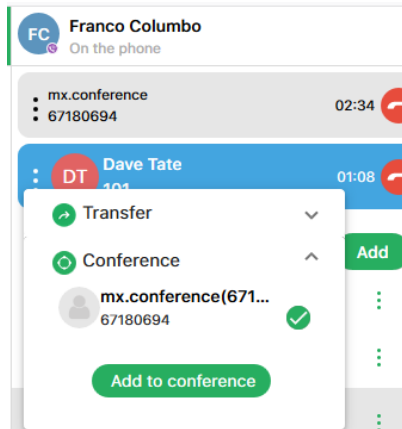 FC
Franco Columbo
On the phone
mx.conference
67180694
02:34
DT
Dave Tate
101
01:08
Transfer
Conference
Add
mx.conference(671...
67180694
Add to conference